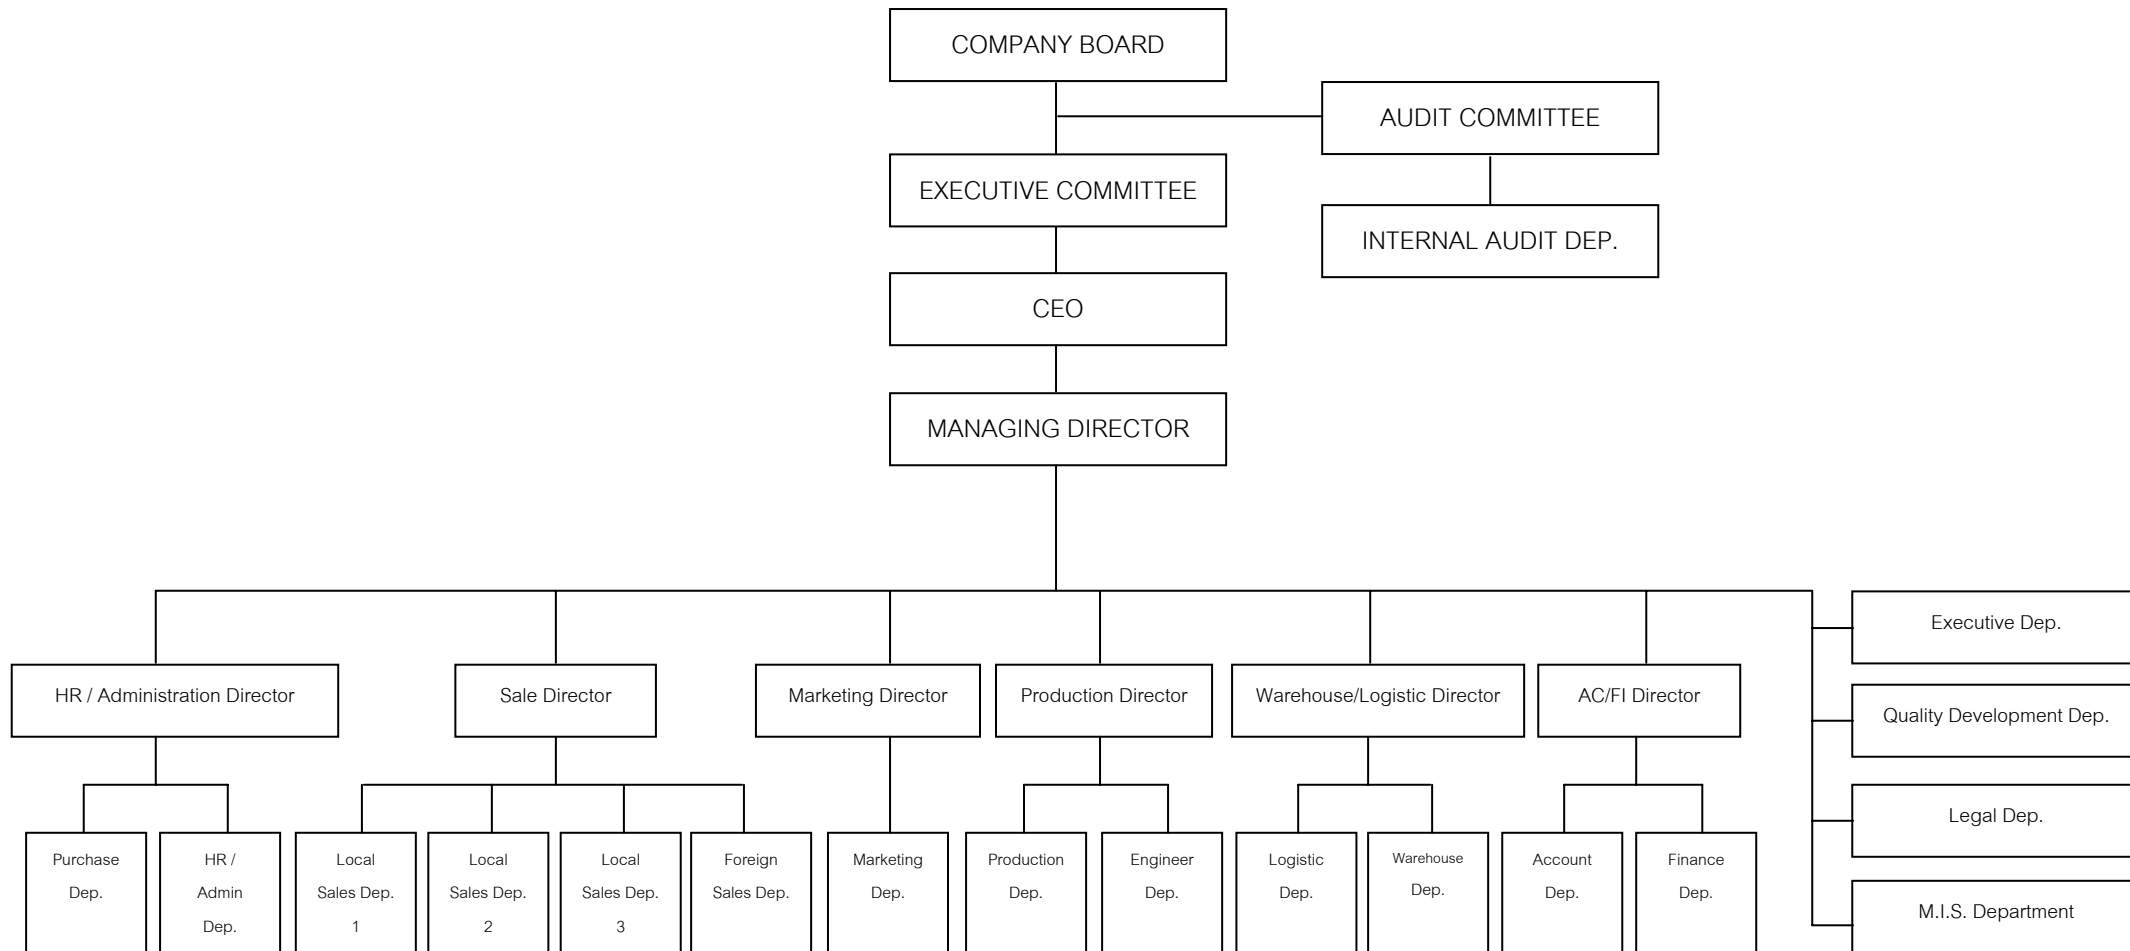 COMPANY BOARD
AUDIT COMMITTEE
EXECUTIVE COMMITTEE
INTERNAL AUDIT DEP.
CEO
MANAGING DIRECTOR
Executive Dep.
Quality Development Dep.
Legal Dep.
M.I.S. Department
HR / Administration Director
Sale Director
Marketing Director
Production Director
Warehouse/Logistic Director
AC/FI Director
Purchase
Dep.
HR /
Admin
Dep.
Local
Sales Dep.
1
Local
Sales Dep.
2
Local
Sales Dep.
3
Foreign
Sales Dep.
Marketing
Dep.
Production
Dep.
Engineer
Dep.
Logistic
Dep.
Warehouse
Dep.
Account
Dep.
Finance
Dep.